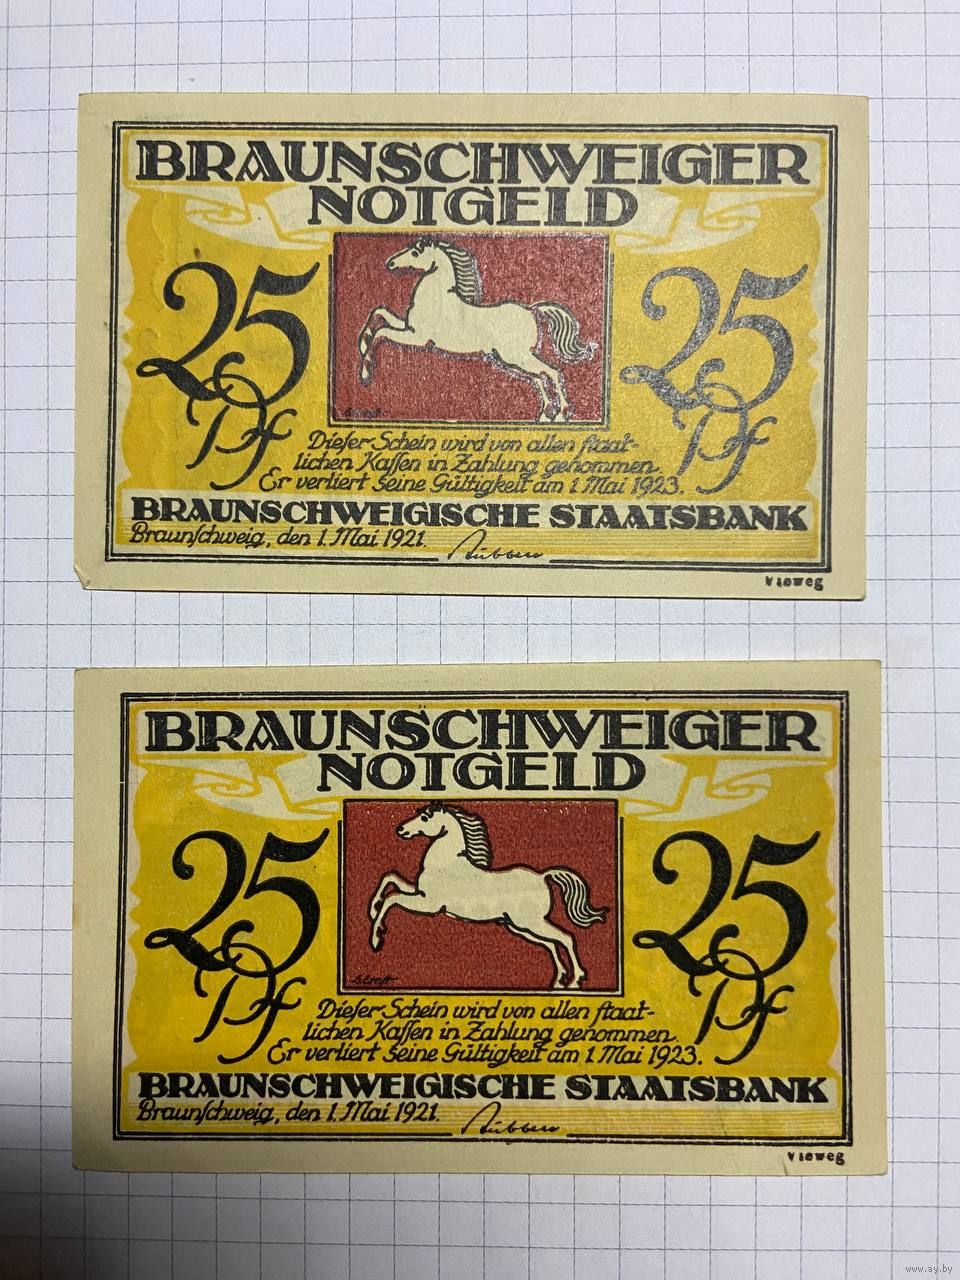 BRAUNSCHWEIGER
NOTGELD
25 25
Pf Pf
Dieſer Schein wird von allen ſtaat-
lichen Kaſſen in Zahlung genommen.
Er verliert seine Gültigkeit am 1. Mai 1923.
BRAUNSCHWEIGISCHE STAATSBANK
Braunſchweig, den 1. Mai 1921.
Vieweg
BRAUNSCHWEIGER
NOTGELD
25 25
Pf Pf
Dieſer Schein wird von allen ſtaat-
lichen Kaſſen in Zahlung genommen.
Er verliert seine Gültigkeit am 1. Mai 1923.
BRAUNSCHWEIGISCHE STAATSBANK
Braunſchweig, den 1. Mai 1921.
Vieweg
www.ay.by